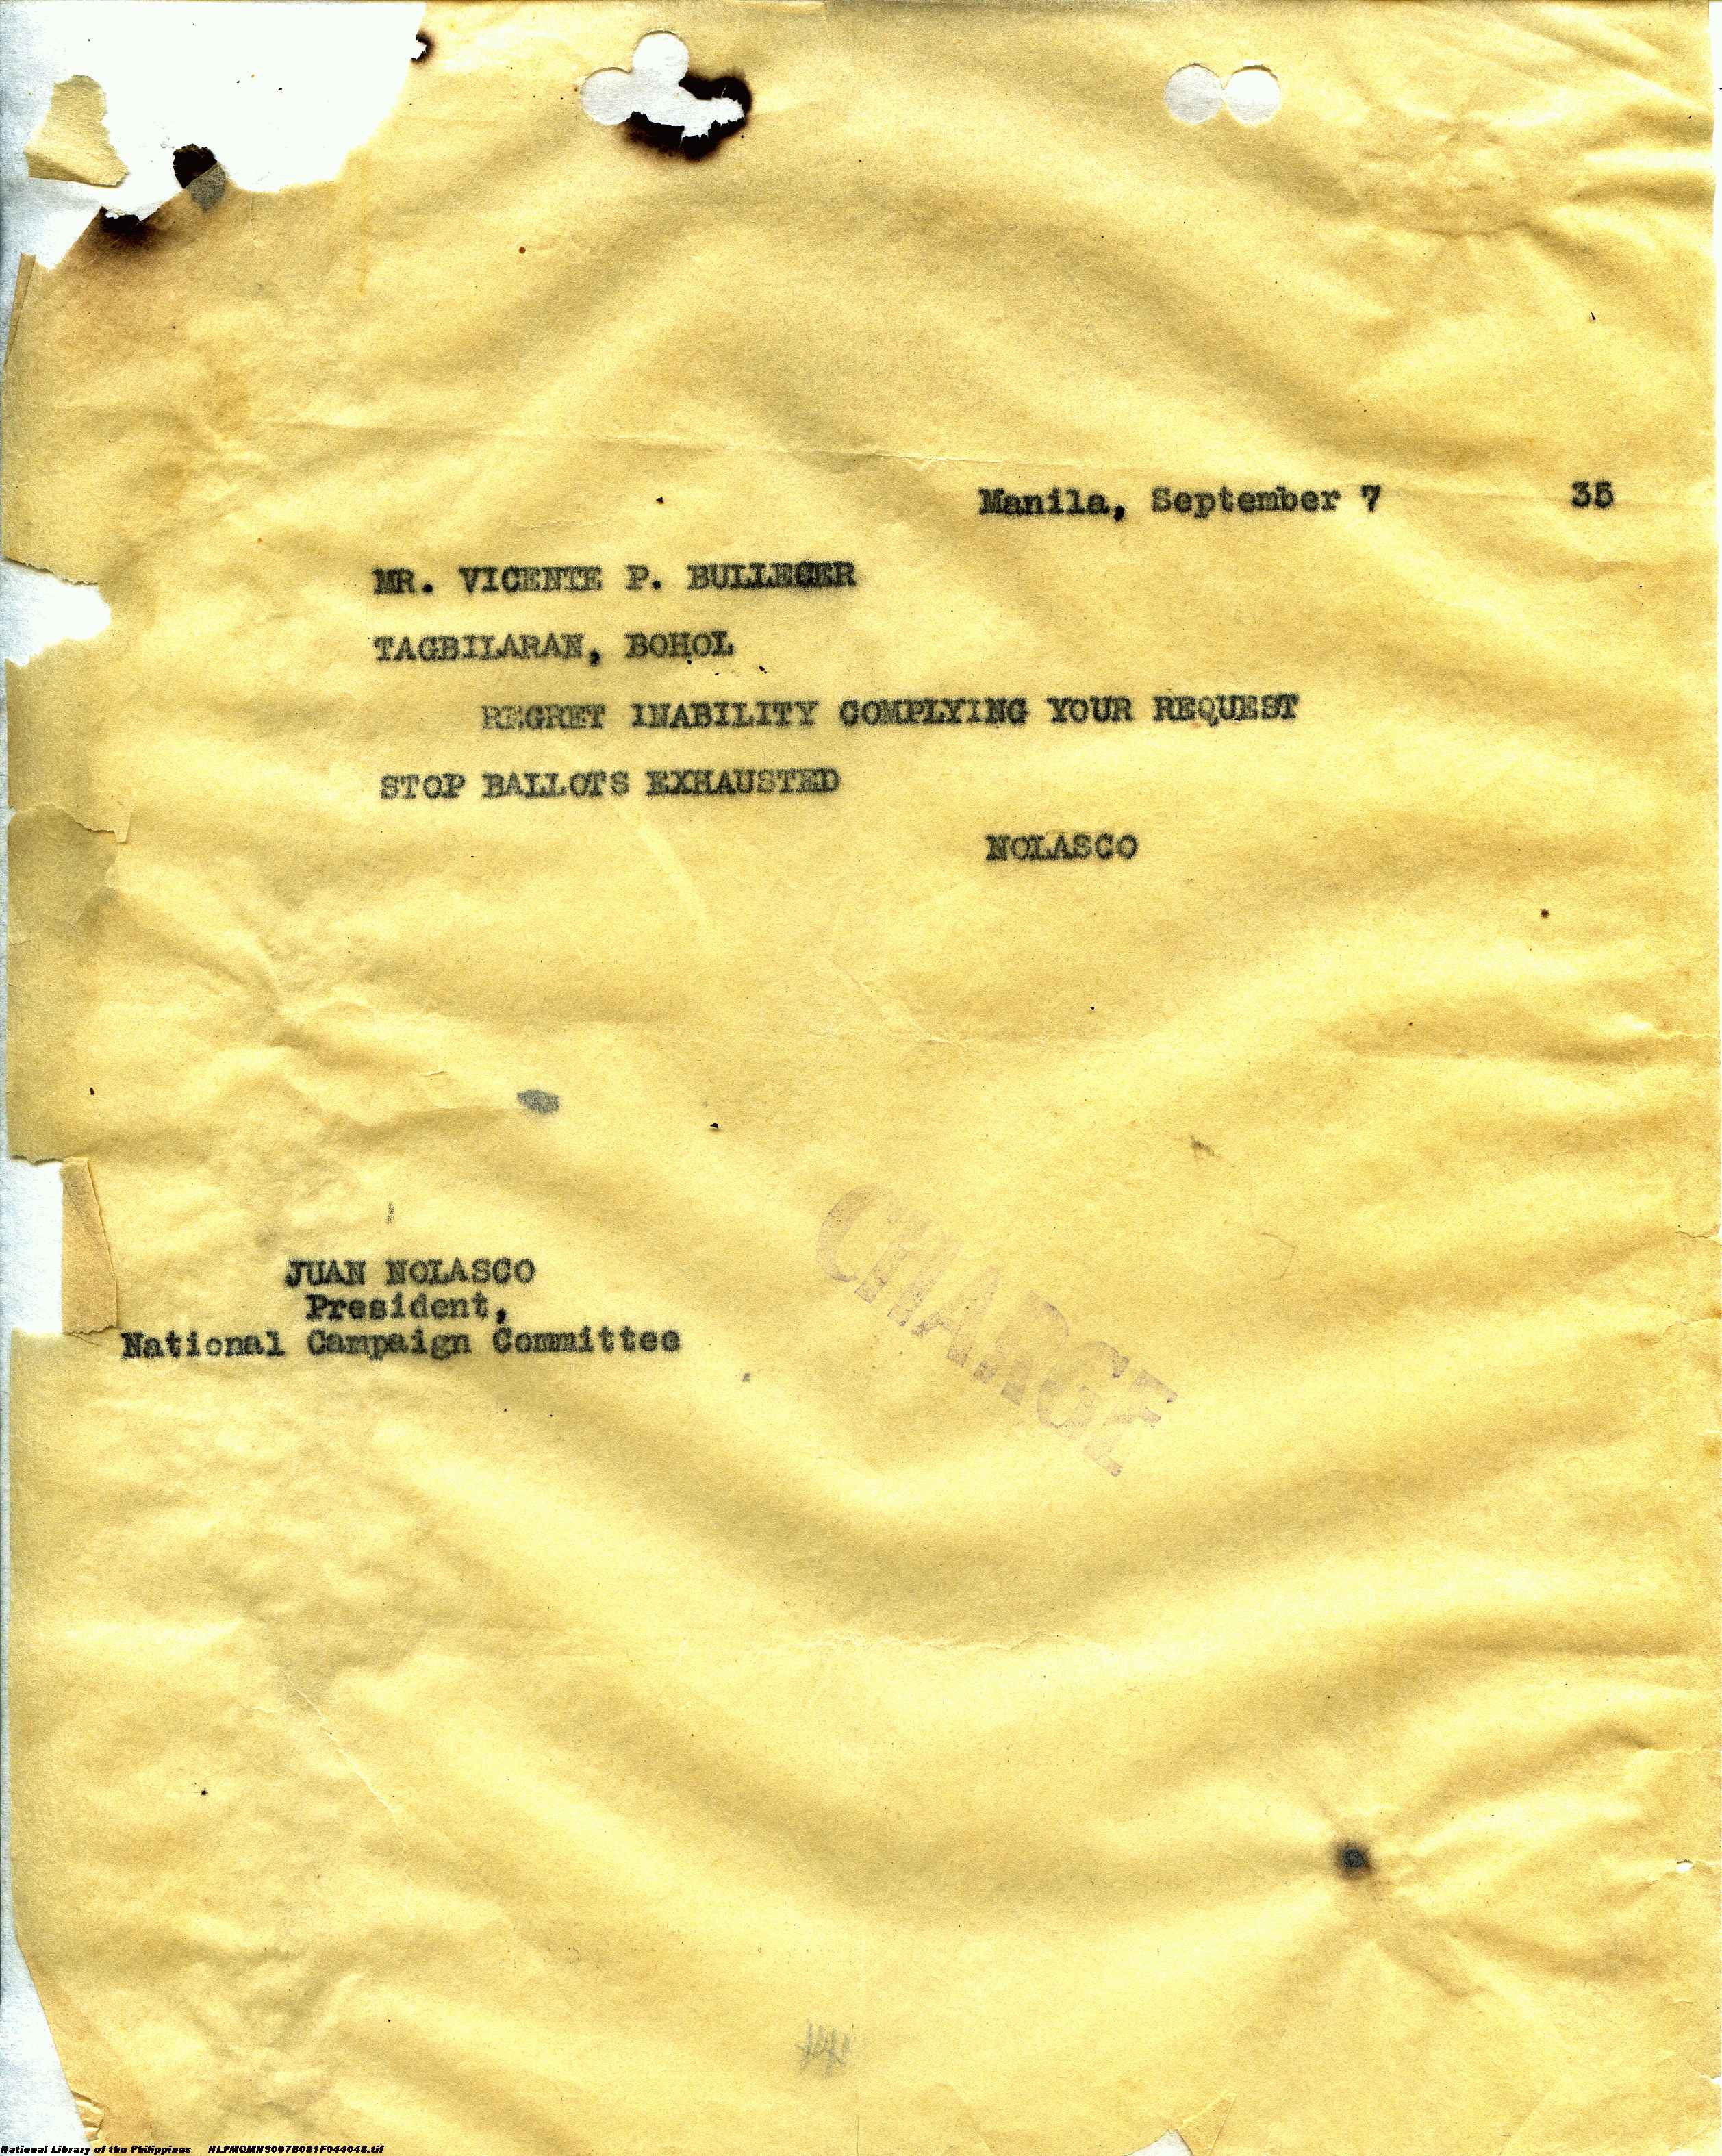 Manila, September 7 35
MR. VICENTE P. BULLECER
TAGBILARAN, BOHOL
REGRET INABILITY COMPLYING YOUR REQUEST
STOP BALLOTS EXHAUSTED
NOLASCO
CHARGE
JUAN NOLASCO
President,
National Campaign Committee
National Library of the Philippines NLPMQMNS007B081F044048.tif